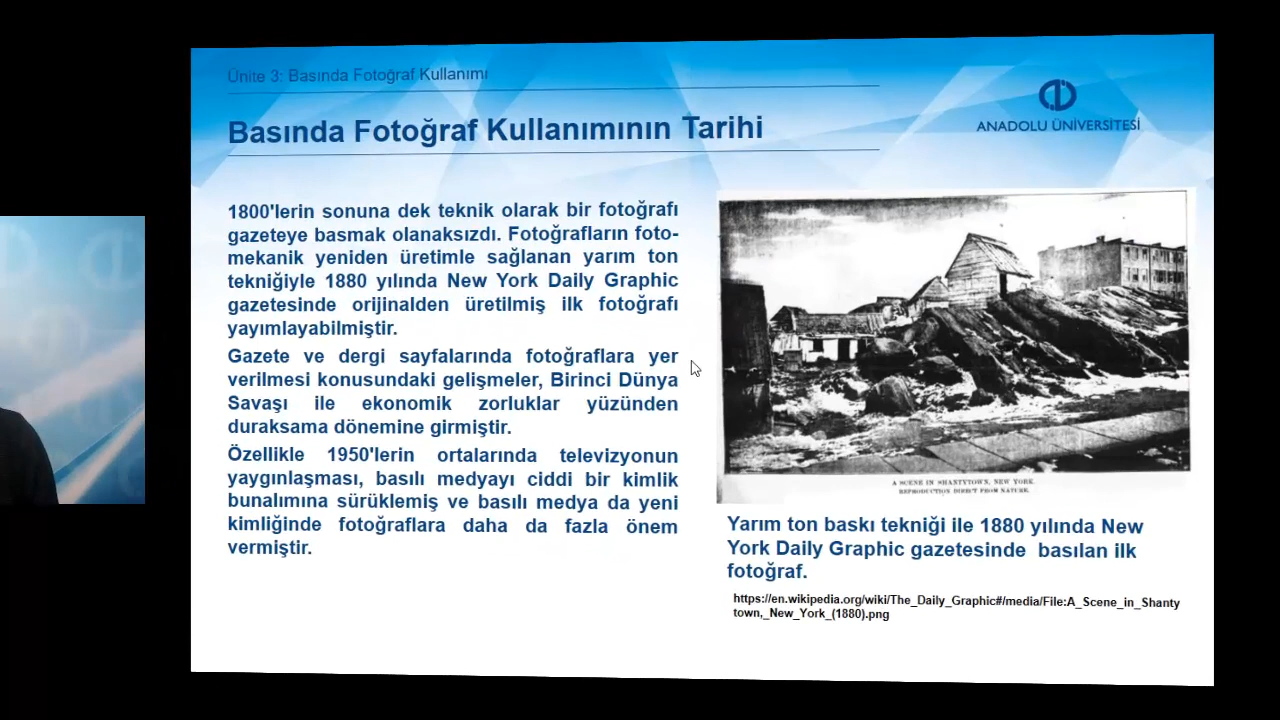 Ünite 3: Basında Fotoğraf Kullanımı
Basında Fotoğraf Kullanımının Tarihi
ANADOLU ÜNİVERSİTESİ
1800'lerin sonuna dek teknik olarak bir fotoğrafı
gazeteye basmak olanaksızdı. Fotoğrafların foto-
mekanik yeniden üretimle sağlanan yarım ton
tekniğiyle 1880 yılında New York Daily Graphic
gazetesinde orijinalden üretilmiş ilk fotoğrafı
yayımlayabilmiştir.
Gazete ve dergi sayfalarında fotoğraflara yer
verilmesi konusundaki gelişmeler, Birinci Dünya
Savaşı ile ekonomik zorluklar yüzünden
duraksama dönemine girmiştir.
Özellikle 1950'lerin ortalarında televizyonun
yaygınlaşması, basılı medyayı ciddi bir kimlik
bunalımına sürüklemiş ve basılı medya da yeni
kimliğinde fotoğraflara daha da fazla önem
vermiştir.
A SCENE IN SHANTYTOWN, NEW YORK.
REPRODUCTION DIRECT FROM NATURE.
Yarım ton baskı tekniği ile 1880 yılında New
York Daily Graphic gazetesinde basılan ilk
fotoğraf.
https://en.wikipedia.org/wiki/The_Daily_Graphic#/media/File:A_Scene_in_Shanty
town,_New_York_(1880).png